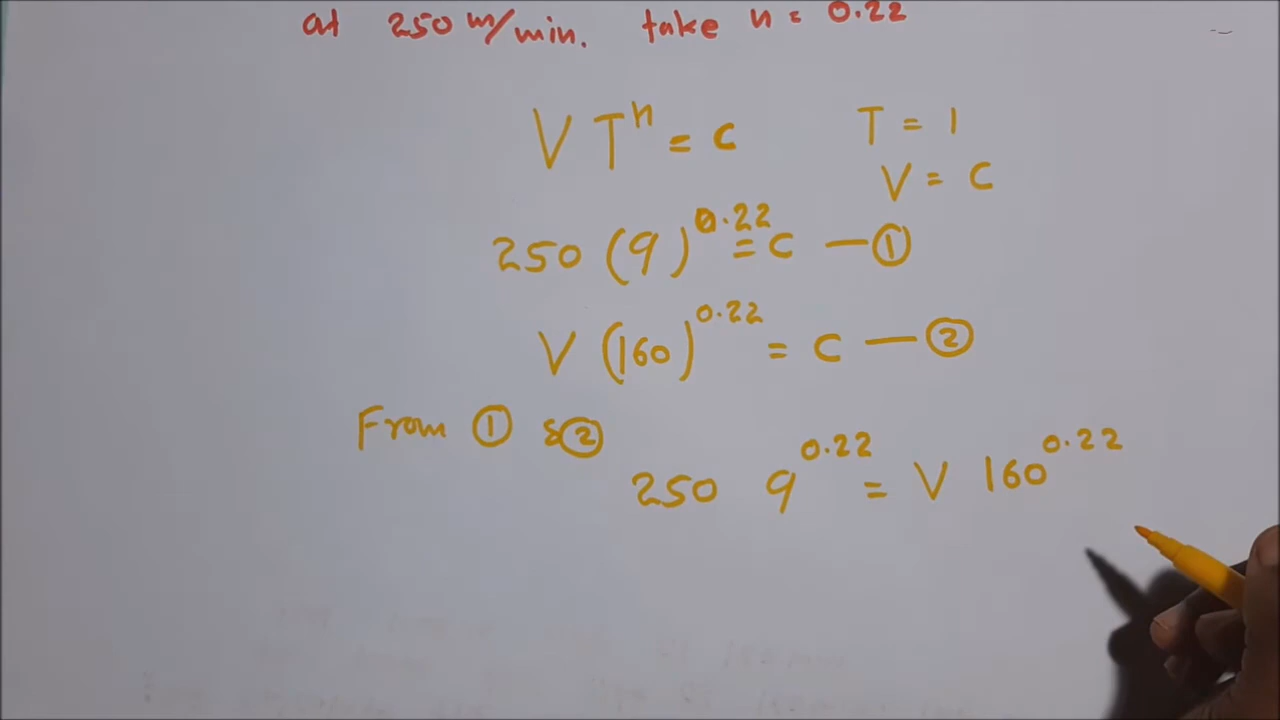 at 250 m/min. take n = 0.22
V Tⁿ = C T = 1
V = C
250 (9)^0.22 = C — ①
V (160)^0.22 = C — ②
From ① & ②
250 9^0.22 = V 160^0.22